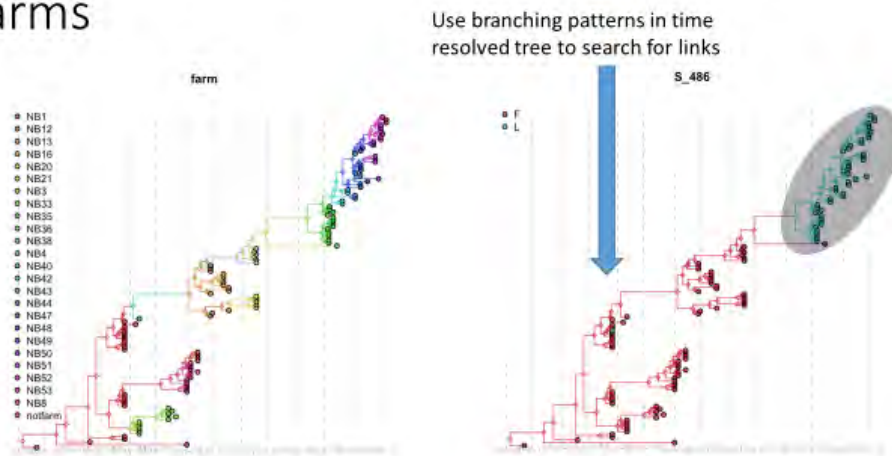 arms
Use branching patterns in time
resolved tree to search for links
farm
NB1
NB12
NB13
NB16
NB20
NB21
NB3
NB33
NB35
NB36
NB38
NB4
NB40
NB42
NB43
NB44
NB47
NB48
NB49
NB50
NB51
NB52
NB53
NB8
notfarm
S_486
F
L